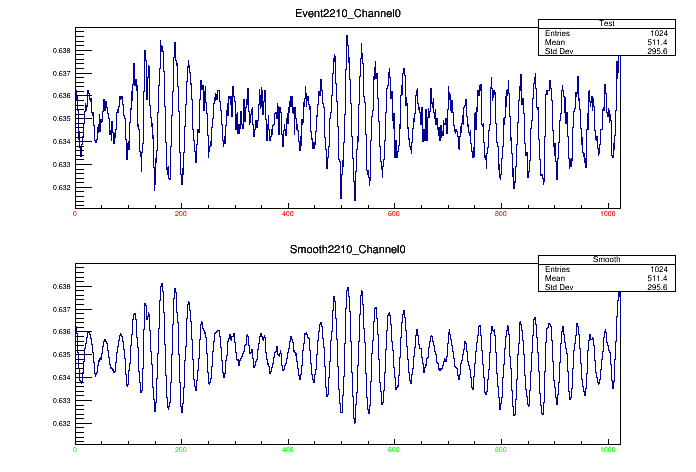 Event2210_Channel0
Test
Entries 1024
Mean 511.4
Std Dev 295.6
0.638
0.637
0.636
0.635
0.634
0.633
0.632
0 200 400 600 800 1000
Smooth2210_Channel0
Smooth
Entries 1024
Mean 511.4
Std Dev 295.6
0.638
0.637
0.636
0.635
0.634
0.633
0.632
0 200 400 600 800 1000